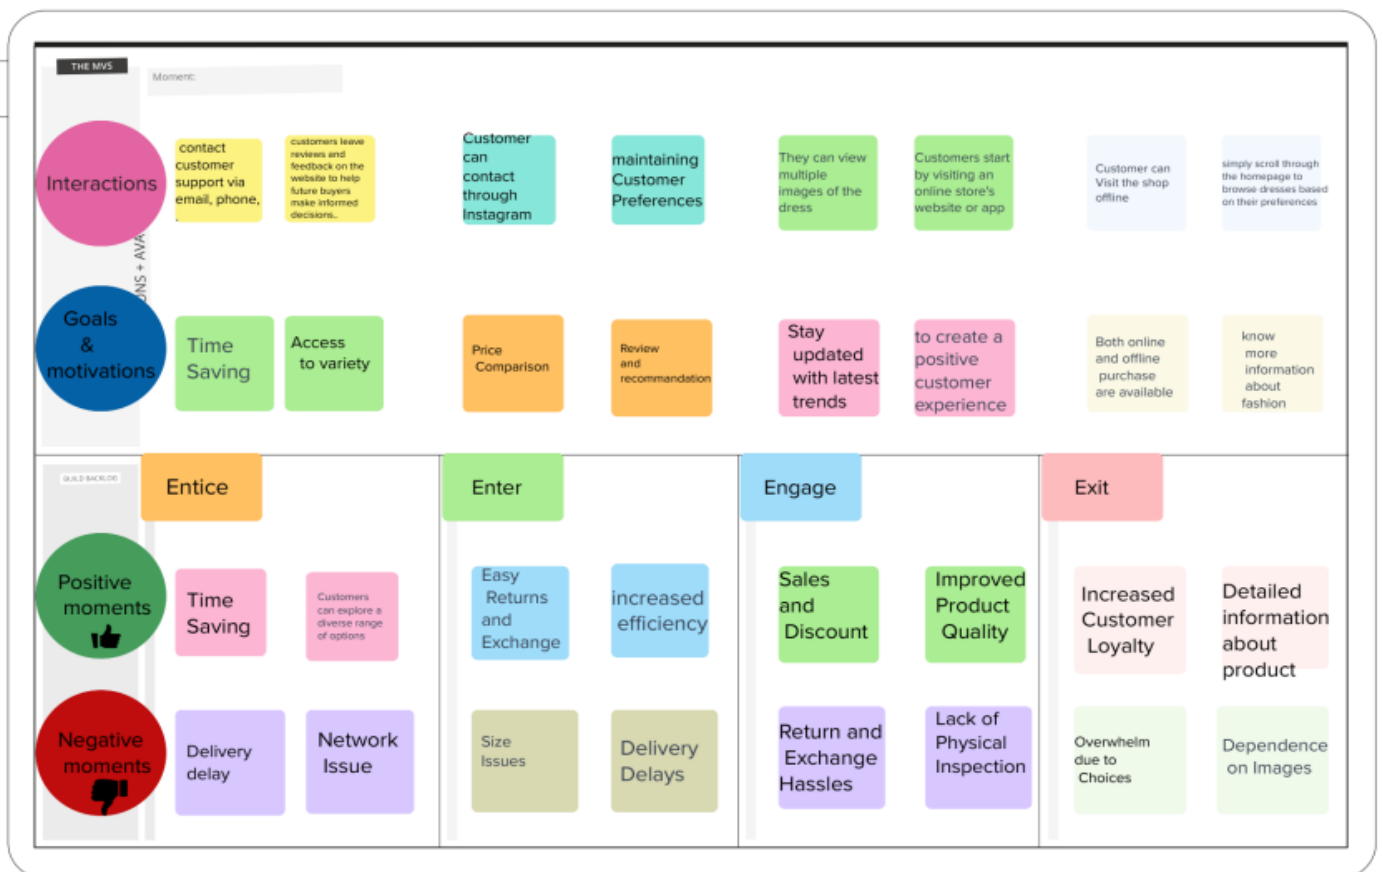 THE MVS
Moment:
Interactions
contact
customer
support via
email, phone,
.
customers leave
reviews and
feedback on the
website to help
future buyers
make informed
decisions..
Customer
can
contact
through
Instagram
maintaining
Customer
Preferences
They can view
multiple
images of the
dress
Customers start
by visiting an
online store's
website or app
Customer can
Visit the shop
offline
simply scroll through
the homepage to
browse dresses based
on their preferences
ONS + AVA
Goals
&
motivations
Time
Saving
Access
to variety
Price
Comparison
Review
and
recommandation
Stay
updated
with latest
trends
to create a
positive
customer
experience
Both online
and offline
purchase
are available
know
more
information
about
fashion
BUILD BACKLOG
Entice
Enter
Engage
Exit
Positive
moments
Time
Saving
Customers
can explore a
diverse range
of options
Easy
Returns
and
Exchange
increased
efficiency
Sales
and
Discount
Improved
Product
Quality
Increased
Customer
Loyalty
Detailed
information
about
product
Negative
moments
Delivery
delay
Network
Issue
Size
Issues
Delivery
Delays
Return and
Exchange
Hassles
Lack of
Physical
Inspection
Overwhelm
due to
Choices
Dependence
on Images